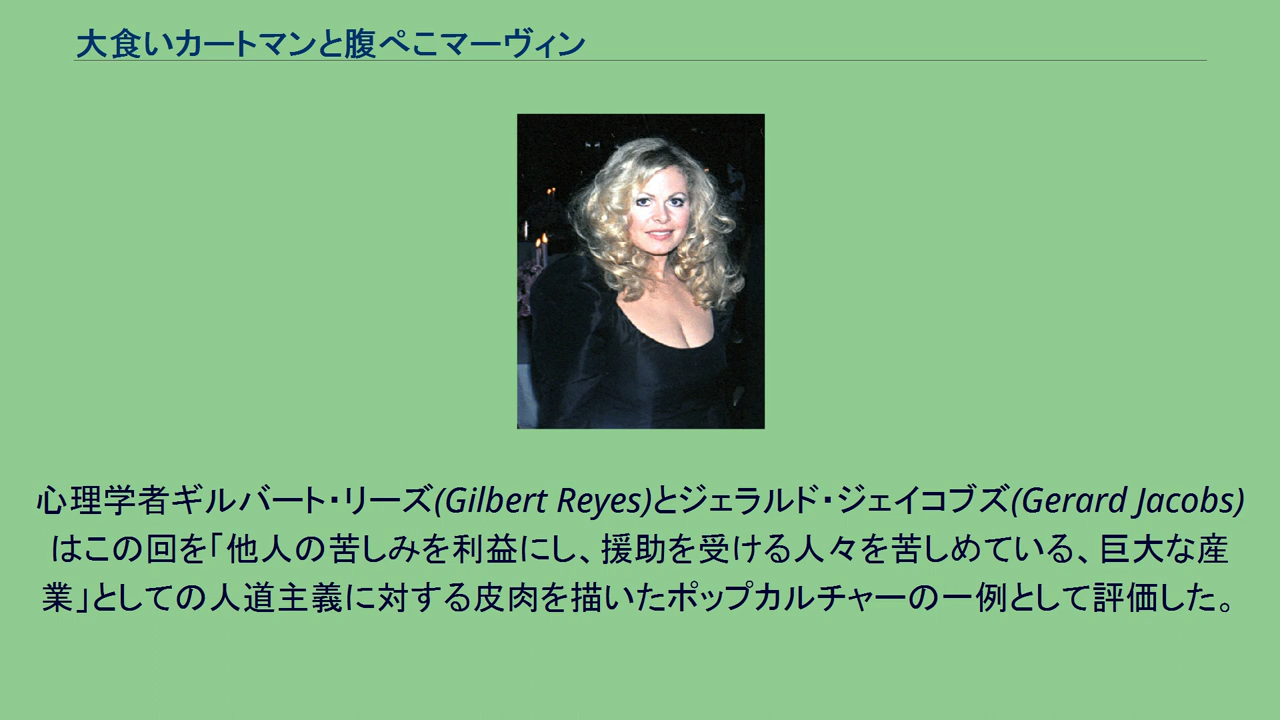 大食いカートマンと腹ぺこマーヴィン
心理学者ギルバート・リーズ(Gilbert Reyes)とジェラルド・ジェイコブズ(Gerard Jacobs)
はこの回を「他人の苦しみを利益にし、援助を受ける人々を苦しめている、巨大な産
業」としての人道主義に対する皮肉を描いたポップカルチャーの一例として評価した。